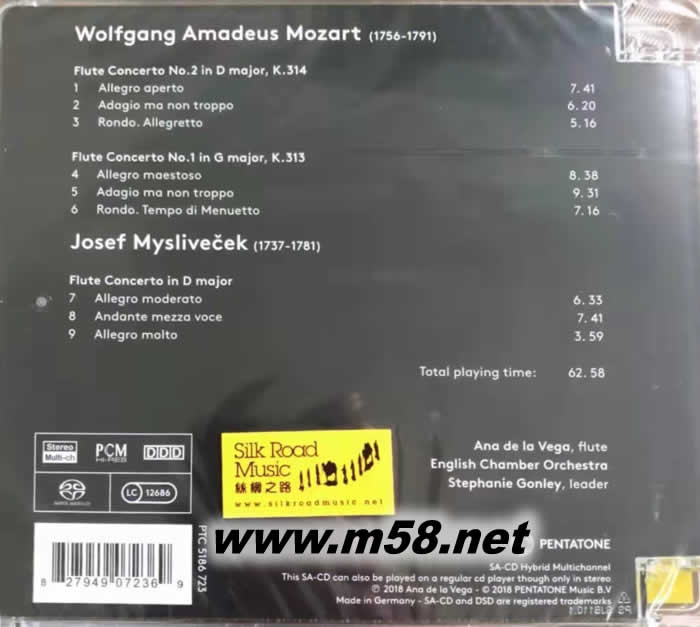 Wolfgang Amadeus Mozart (1756-1791)
Flute Concerto No.2 in D major, K.314
1 Allegro aperto 7.41
2 Adagio ma non troppo 6.20
3 Rondo. Allegretto 5.16
Flute Concerto No.1 in G major, K.313
4 Allegro maestoso 8.38
5 Adagio ma non troppo 9.31
6 Rondo. Tempo di Menuetto 7.16
Josef Mysliveček (1737-1781)
Flute Concerto in D major
7 Allegro moderato 6.33
8 Andante mezza voce 7.41
9 Allegro molto 3.59
Total playing time: 62.58
Stereo
Multi-ch
PCM
HI-RES
DDD
LC 12686
Silk Road
Music
絲綢之路
www.silkroadmusic.net
Ana de la Vega, flute
English Chamber Orchestra
Stephanie Gonley, leader
PTC 5186 723
8 27949 07236 9
www.m58.net
PENTATONE
SA-CD Hybrid Multichannel
This SA-CD can also be played on a regular cd player though only in stereo
℗ 2018 Ana de la Vega © 2018 PENTATONE Music B.V
Made in Germany - SA-CD and DSD are registered trademarks